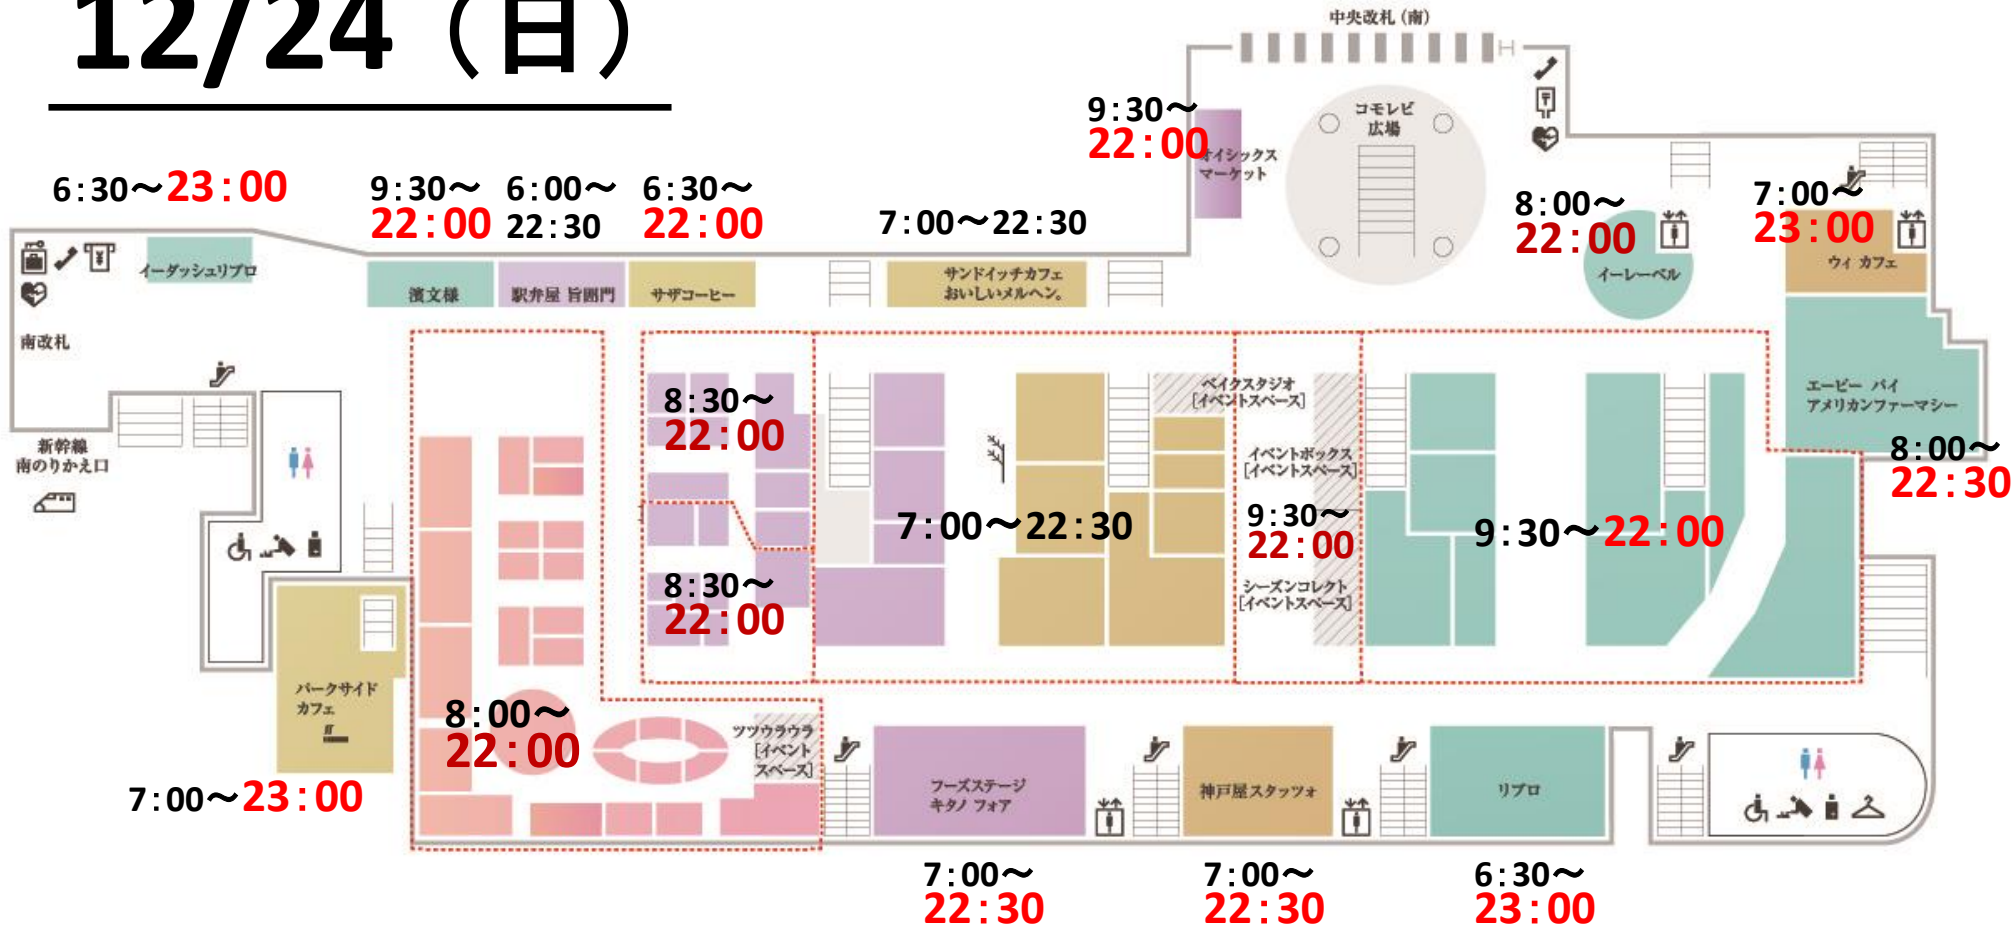 12/24（日）
中央改札 (南)
コモレビ
広場
9:30～
22:00
オイシックス
マーケット
6:30～23:00
9:30～
22:00
6:00～
22:30
6:30～
22:00
7:00～22:30
8:00～
22:00
7:00～
23:00
イーダッシュリブロ
濱文様
駅弁屋 旨囲門
サザコーヒー
サンドイッチカフェ
おいしいメルヘン。
イーレーベル
ウィ カフェ
南改札
新幹線
南のりかえ口
8:30～
22:00
ベイクスタジオ
[イベントスペース]
エービー バイ
アメリカンファーマシー
8:00～
22:30
イベントボックス
[イベントスペース]
7:00～22:30
9:30～
22:00
9:30～22:00
8:30～
22:00
シーズンコレクト
[イベントスペース]
パークサイド
カフェ
7:00～23:00
8:00～
22:00
ツツウラウラ
[イベント
スペース]
フーズステージ
キタノ フォア
神戸屋スタッツォ
リブロ
7:00～
22:30
7:00～
22:30
6:30～
23:00